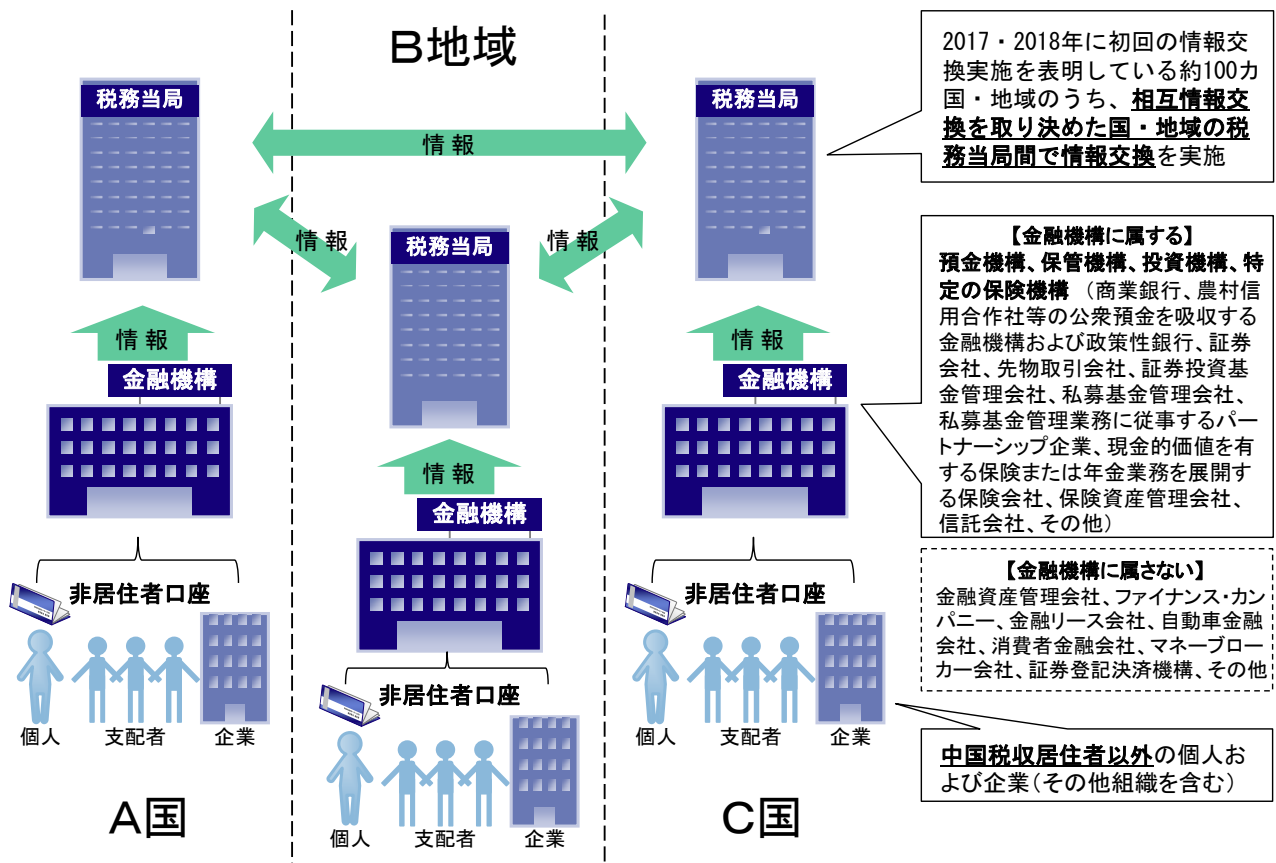 B地域
税務当局
税務当局
情 報
情 報
情 報
税務当局
2017・2018年に初回の情報交
換実施を表明している約100カ
国・地域のうち、相互情報交
換を取り決めた国・地域の税
務当局間で情報交換を実施
情 報
金融機構
情 報
金融機構
情 報
金融機構
【金融機構に属する】
預金機構、保管機構、投資機構、特
定の保険機構 （商業銀行、農村信
用合作社等の公衆預金を吸収する
金融機構および政策性銀行、証券
会社、先物取引会社、証券投資基
金管理会社、私募基金管理会社、
私募基金管理業務に従事するパー
トナーシップ企業、現金的価値を有
する保険または年金業務を展開す
る保険会社、保険資産管理会社、
信託会社、その他）
【金融機構に属さない】
金融資産管理会社、ファイナンス・カン
パニー、金融リース会社、自動車金融
会社、消費者金融会社、マネーブロー
カー会社、証券登記決済機構、その他
非居住者口座
個人
支配者
企業
非居住者口座
個人
支配者
企業
非居住者口座
個人
支配者
企業
中国税収居住者以外の個人お
よび企業（その他組織を含む）
A国
C国